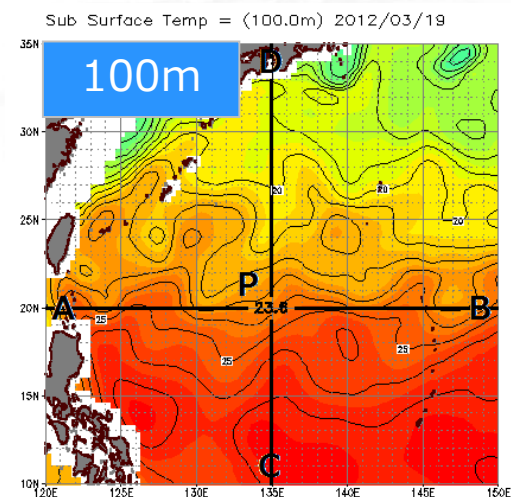 Sub Surface Temp = (100.0m) 2012/03/19
35N
100m
D
30N
20
20
25N
20
P
20N
A
23.6
B
25
25
25
15N
C
10N
120E 125E 130E 135E 140E 145E 150E